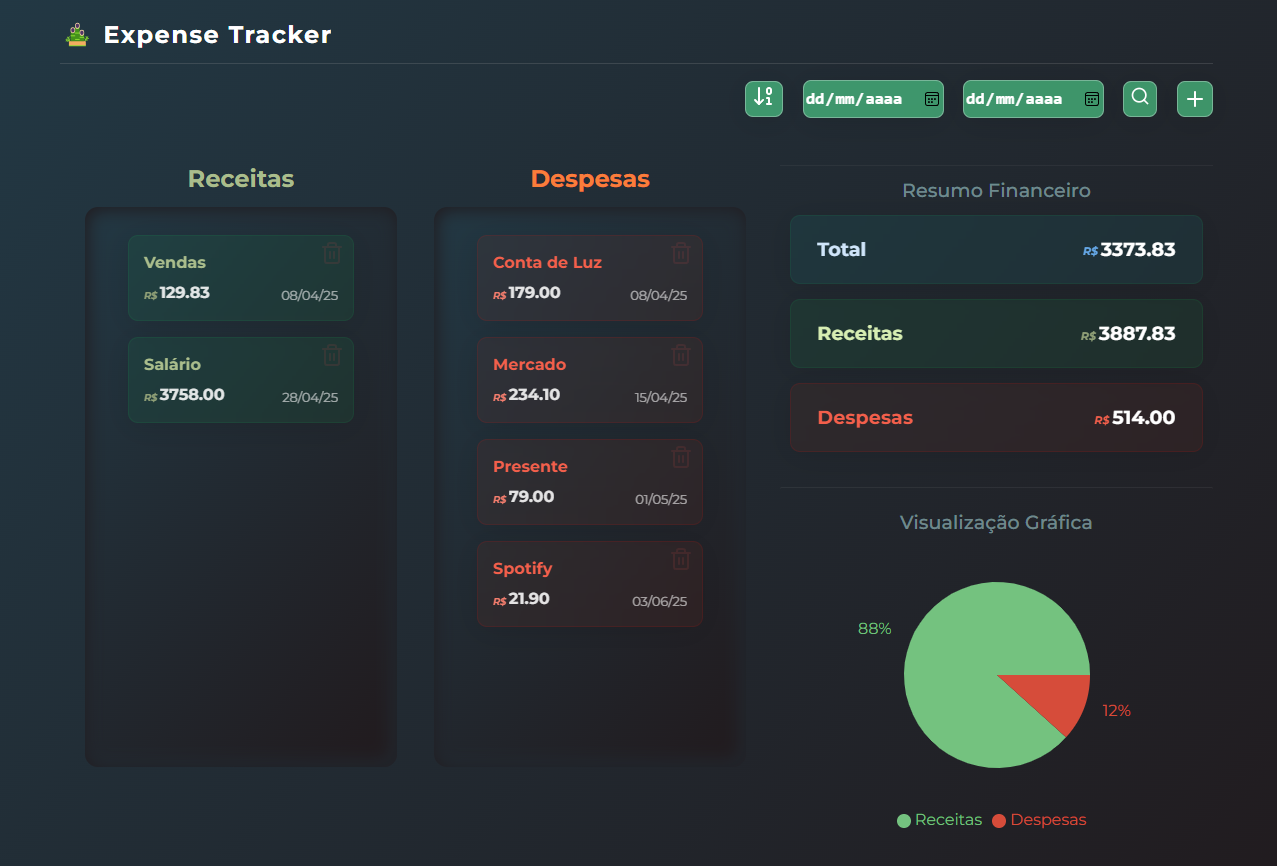 Expense Tracker
dd/mm/aaaa dd/mm/aaaa
Receitas
Vendas
R$ 129.83 08/04/25
Salário
R$ 3758.00 28/04/25
Despesas
Conta de Luz
R$ 179.00 08/04/25
Mercado
R$ 234.10 15/04/25
Presente
R$ 79.00 01/05/25
Spotify
R$ 21.90 03/06/25
Resumo Financeiro
Total R$ 3373.83
Receitas R$ 3887.83
Despesas R$ 514.00
Visualização Gráfica
88%
12%
Receitas Despesas